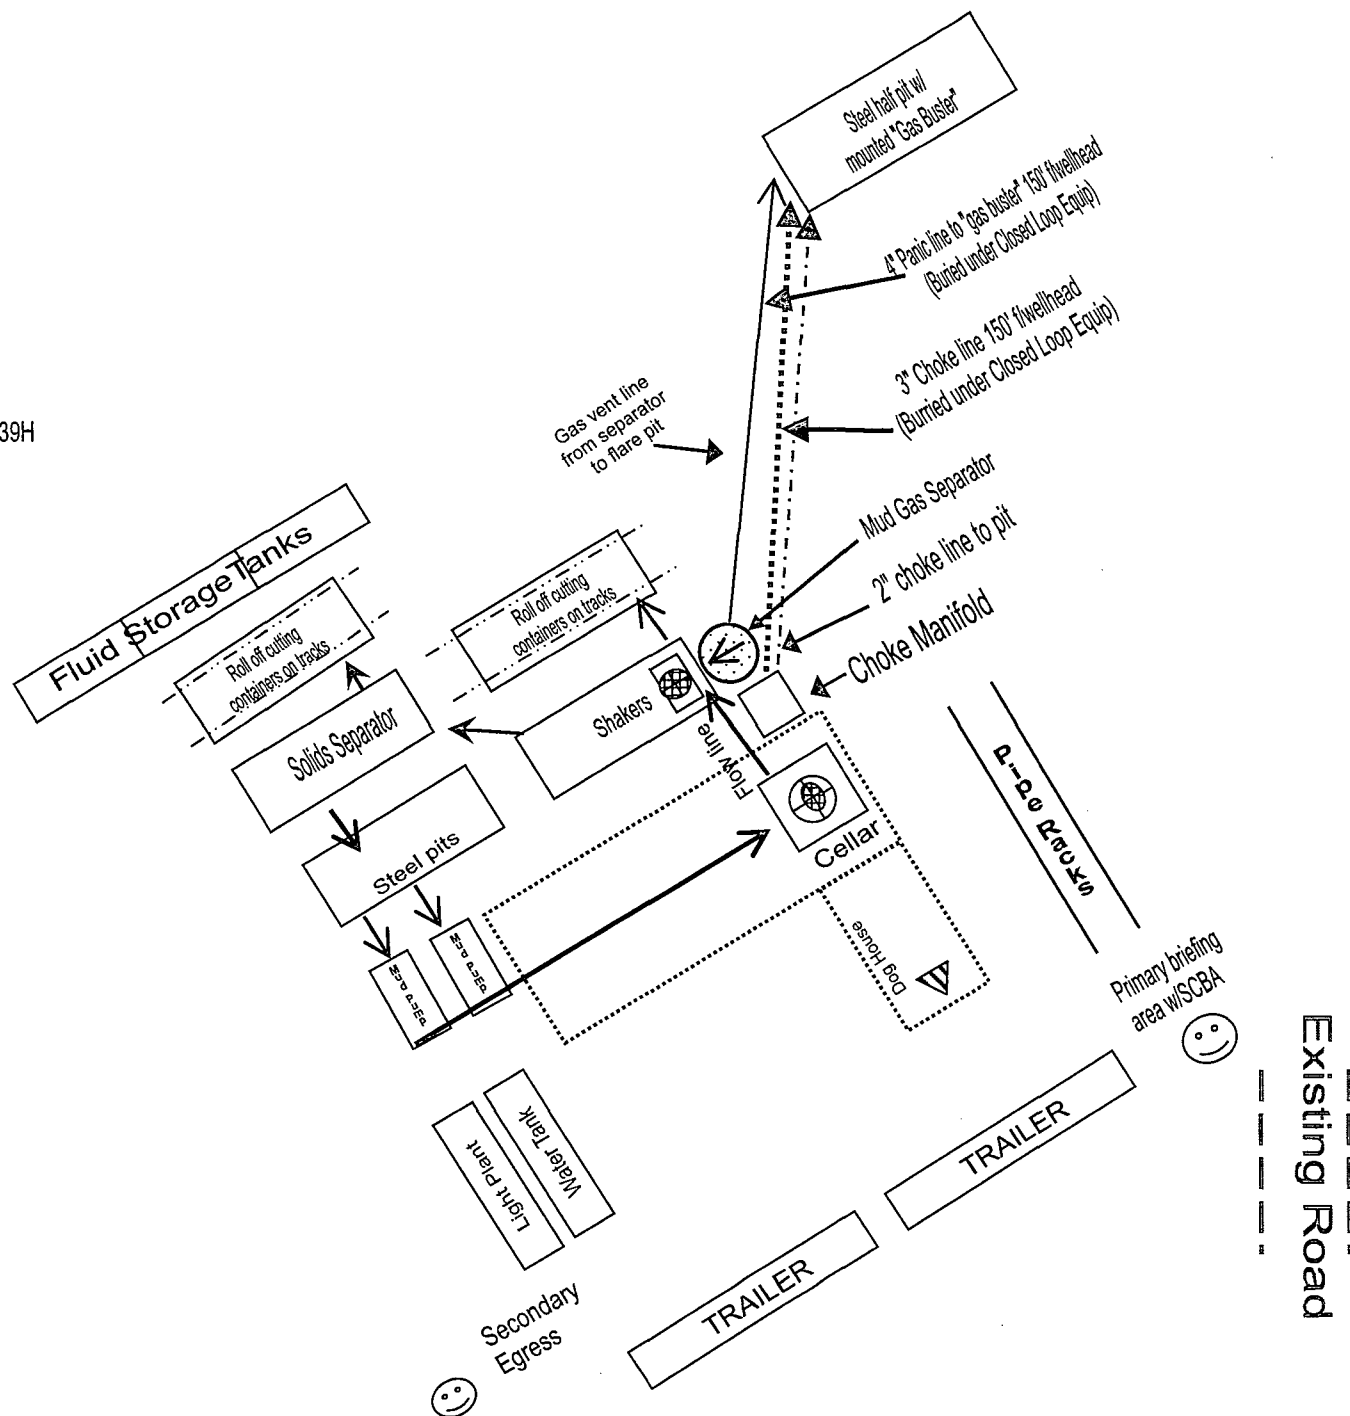 Steel half pit w/
mounted "Gas Buster"
4" Panic line to "gas buster" 150' f/wellhead
(Buried under Closed Loop Equip)
3" Choke line 150' f/wellhead
(Burried under Closed Loop Equip)
Gas vent line
from separator
to flare pit
39H
Mud Gas Separator
2" choke line to pit
Choke Manifold
Fluid StorageTanks
Roll off cutting
containers on tracks
Roll off cutting
containers on tracks
Shakers
Solids Separator
Flow line
Steel pits
Cellar
Pipe Racks
MUD PUMP
MUD PUMP
Dog House
Primary briefing
area w/SCBA
Existing Road
Water Tank
Light Plant
TRAILER
TRAILER
Secondary
Egress